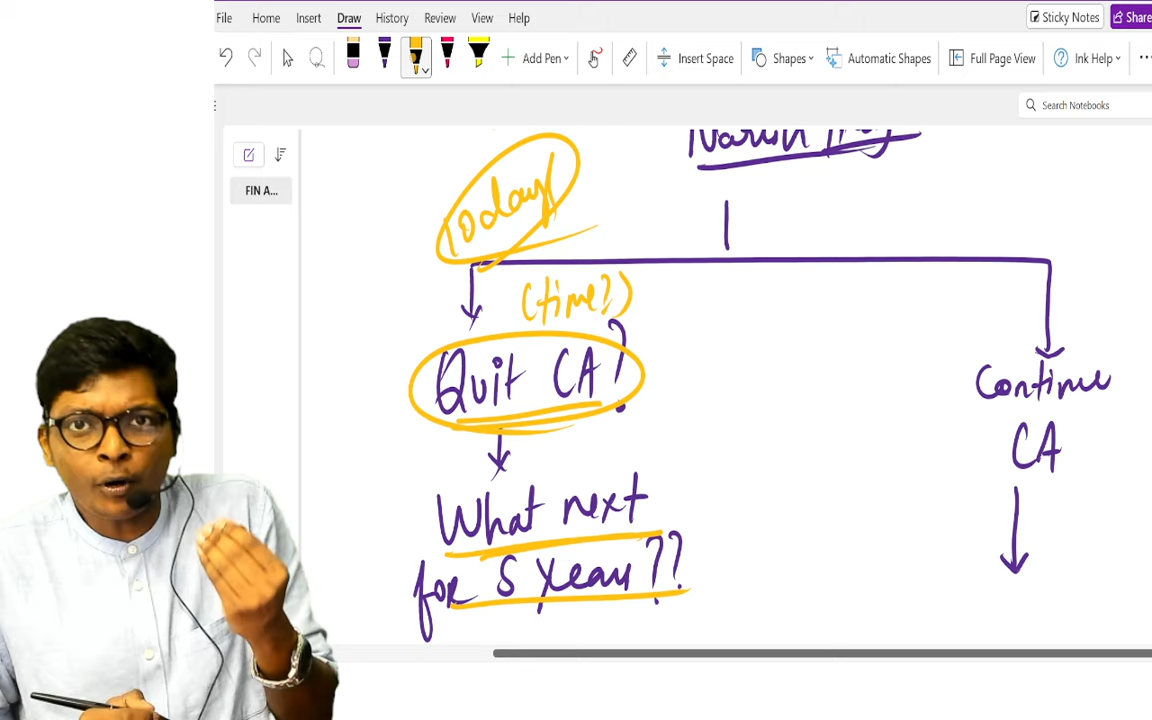 File Home Insert Draw History Review View Help Sticky Notes Share
Add Pen Insert Space Shapes Automatic Shapes Full Page View Ink Help
Search Notebooks
FIN A...
Today
(time?)
Quit CA?
What next
for 5 Year??
Continue
CA